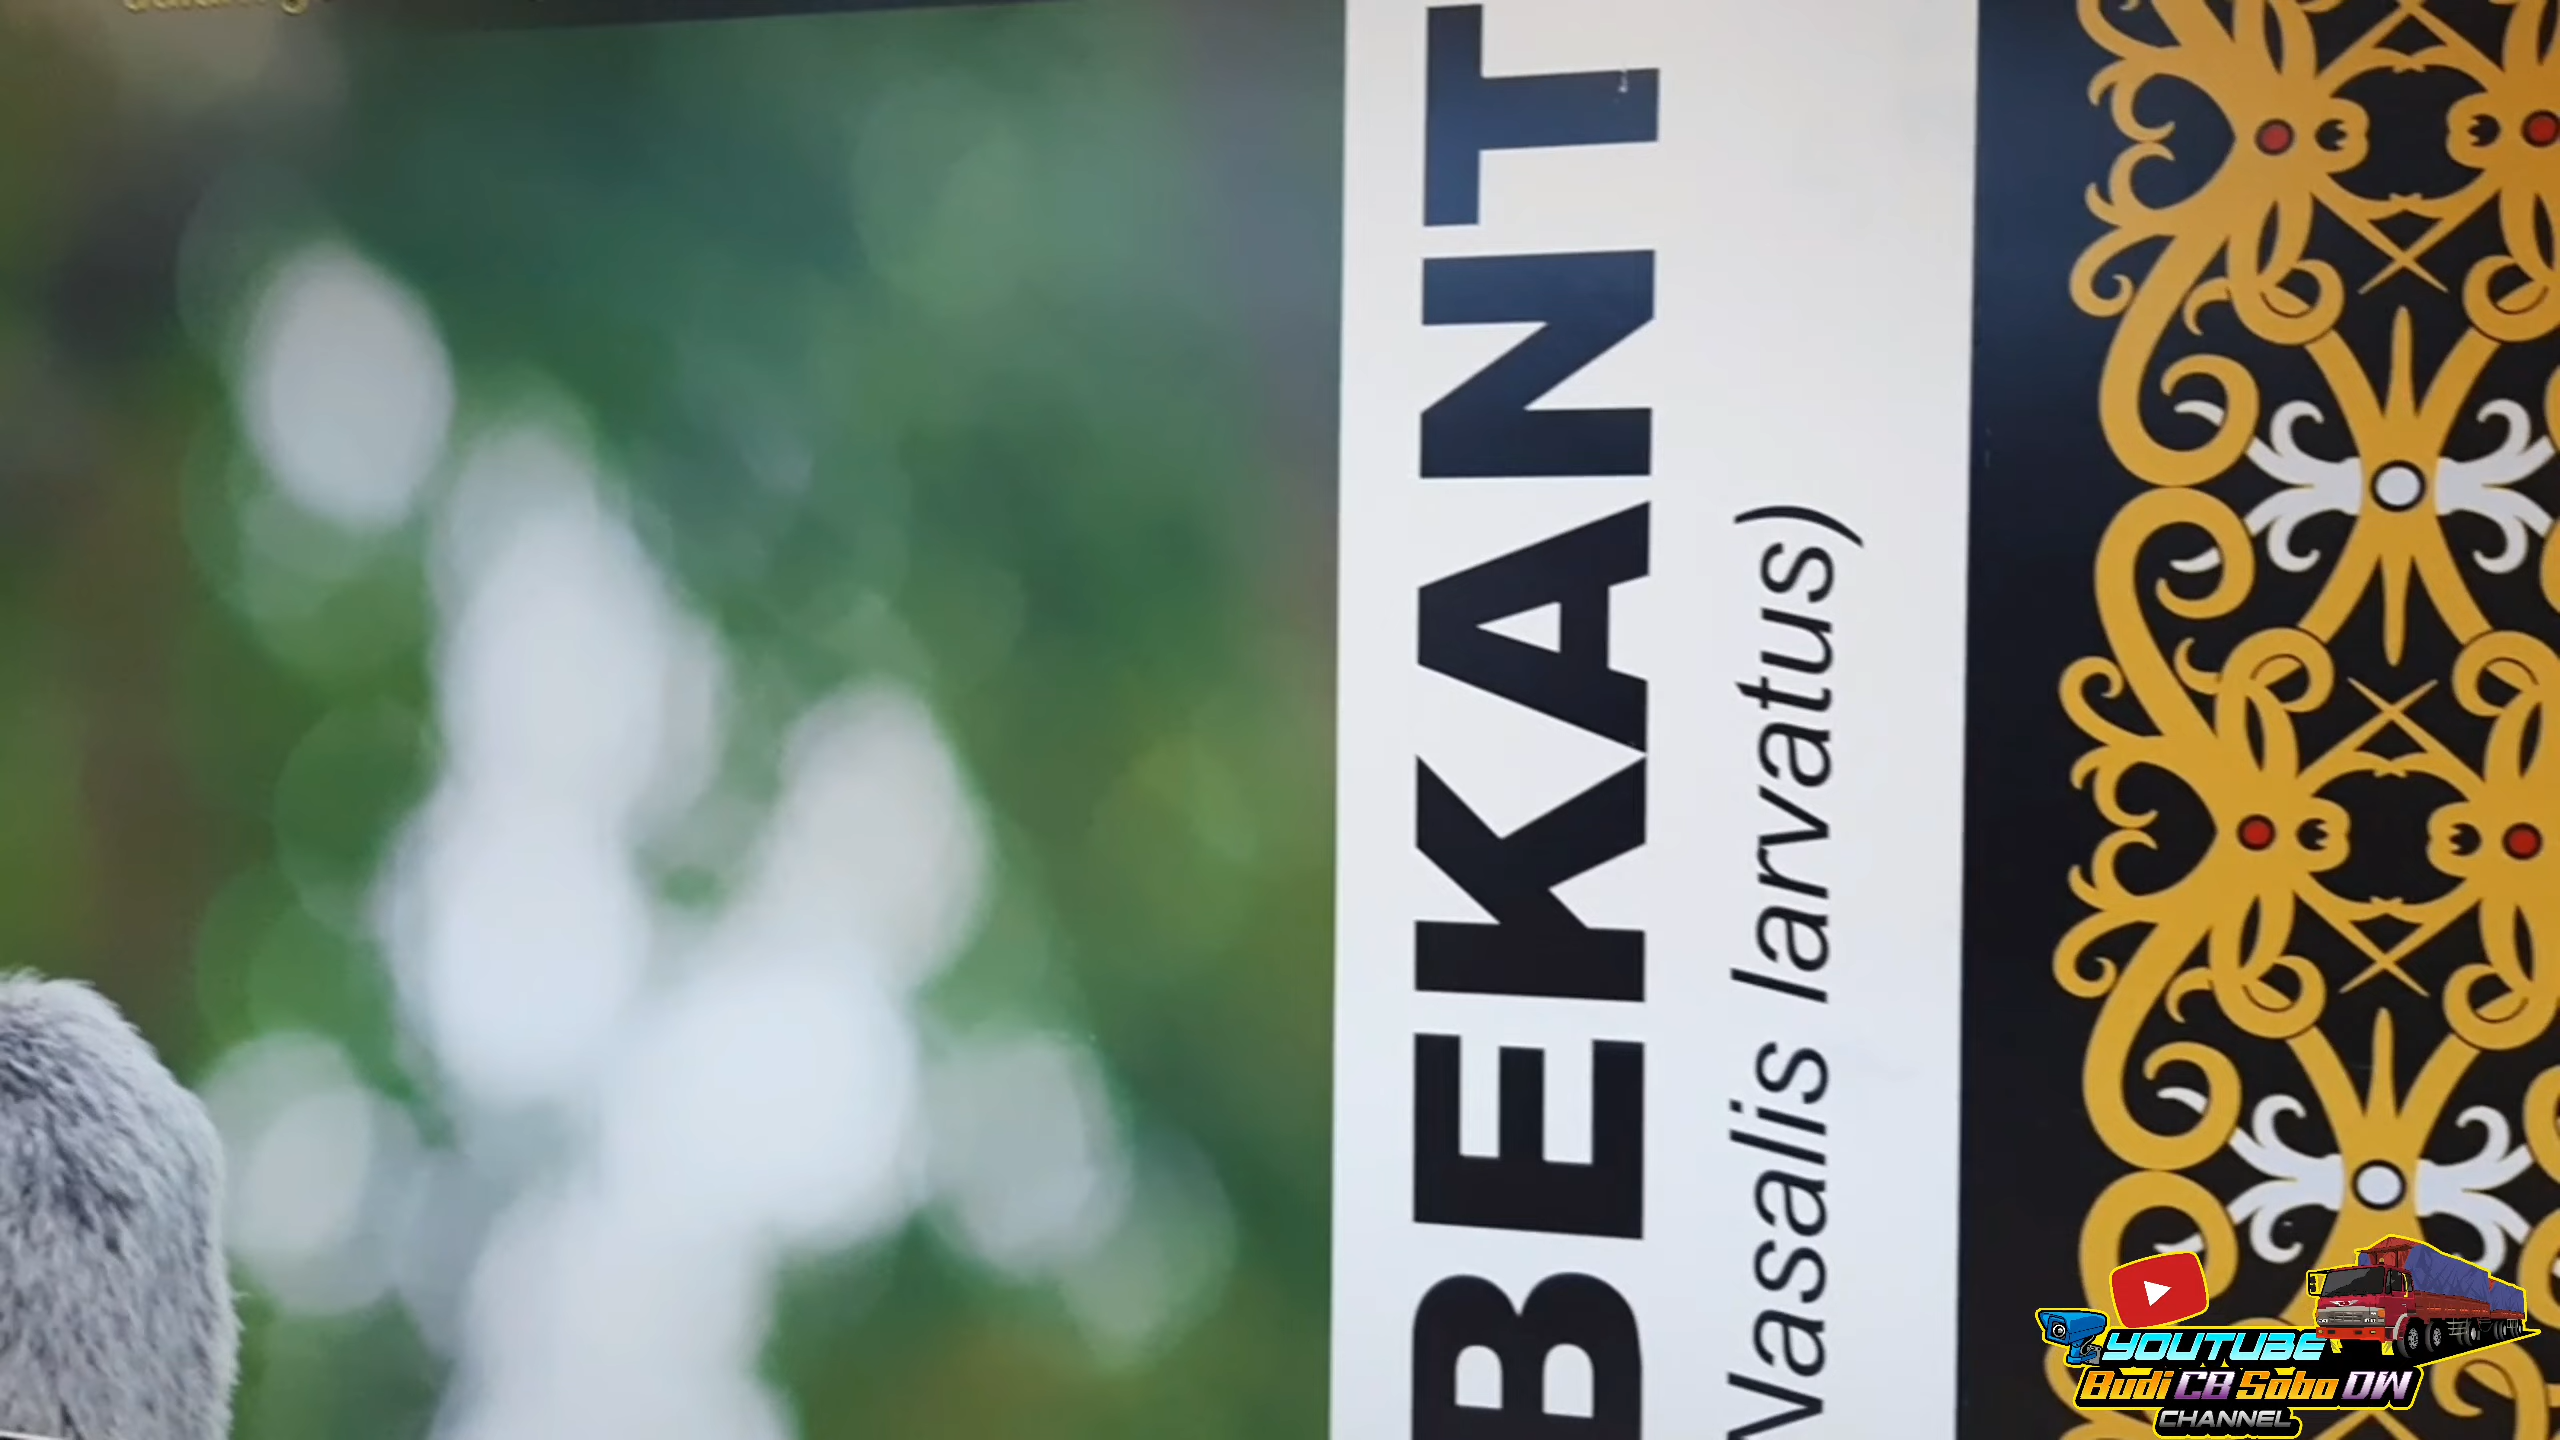 BEKANT
Nasalis larvatus)
YOUTUBE
Budi CB Sobo DW
CHANNEL